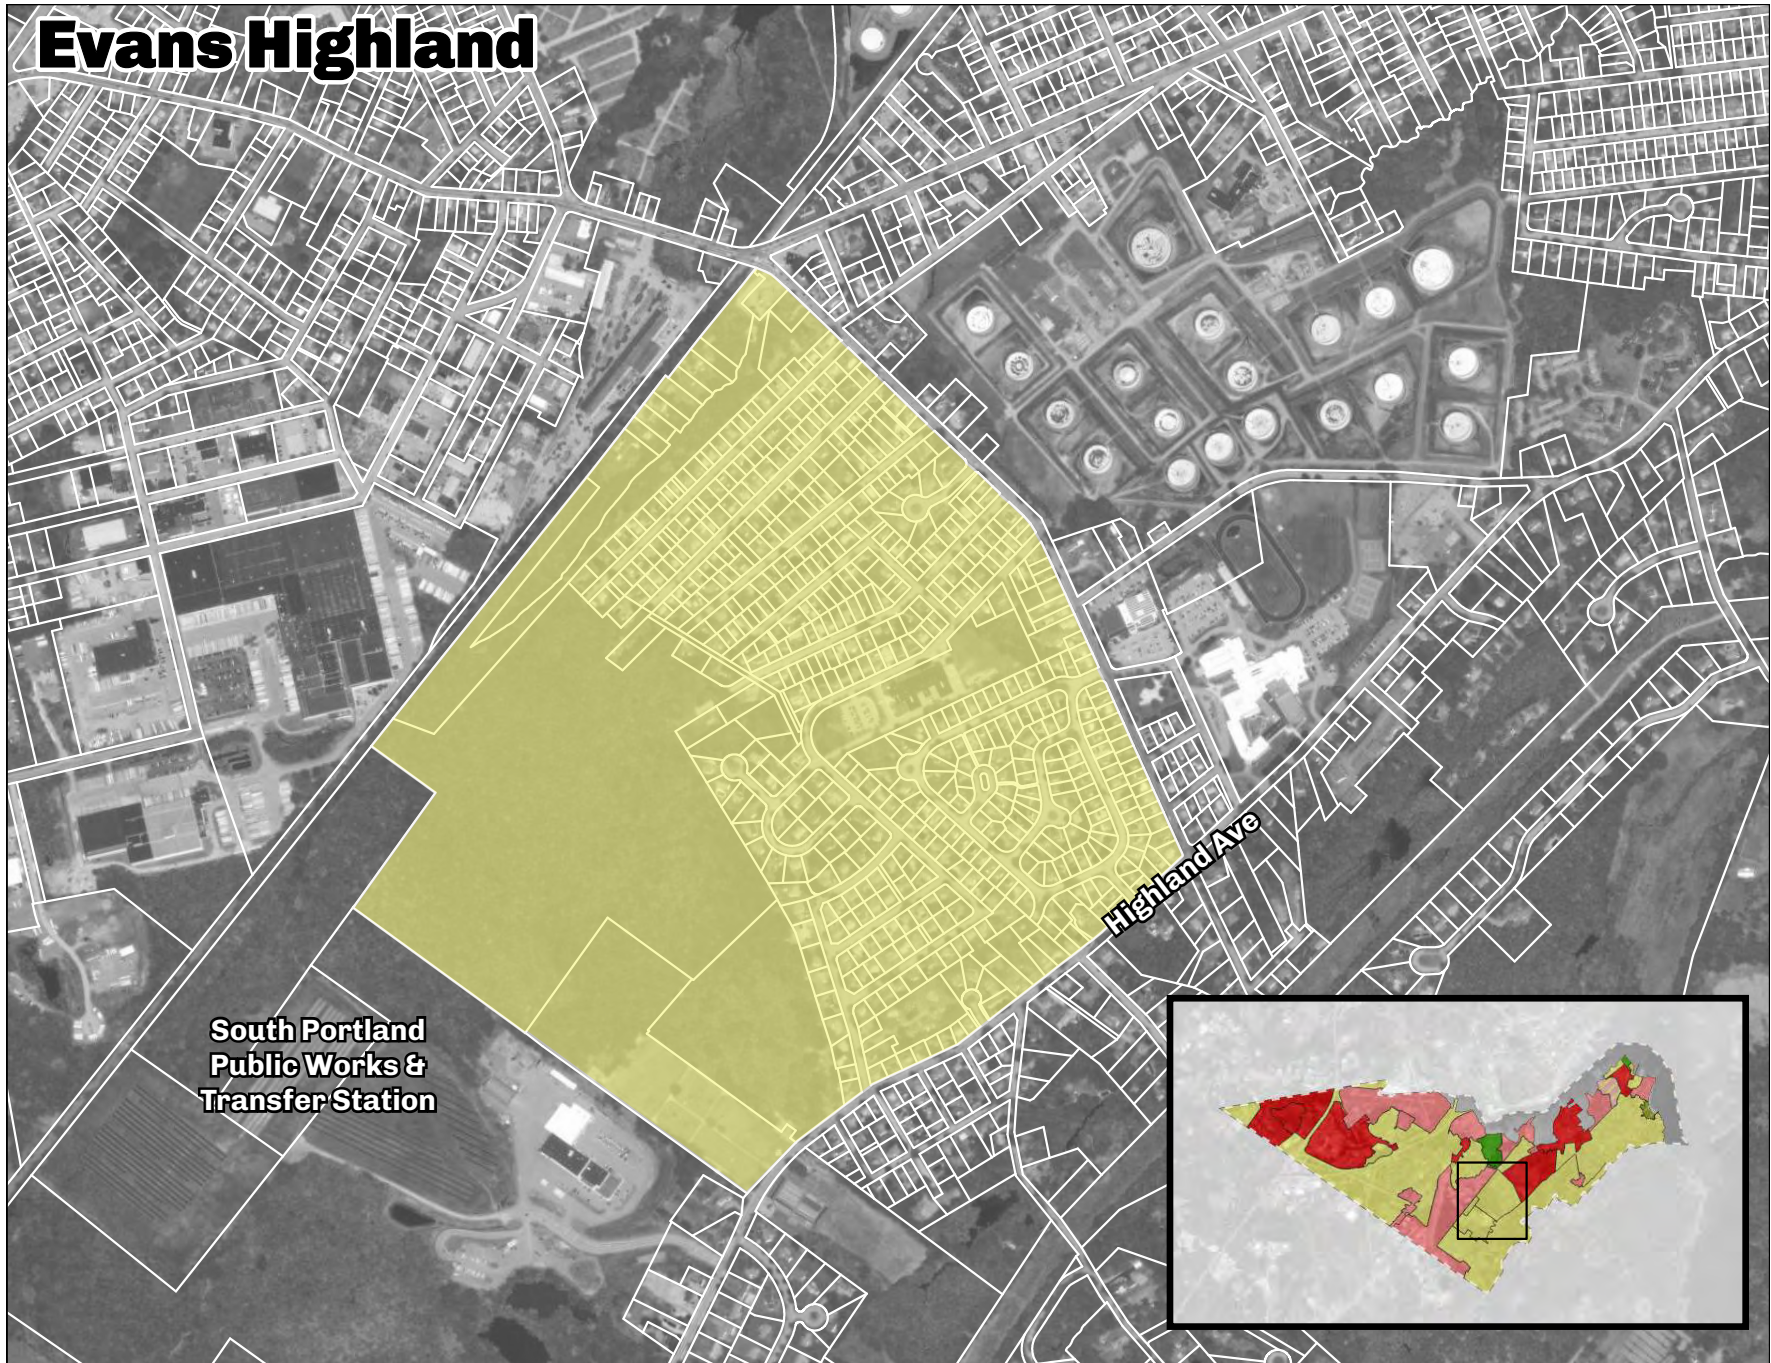 Evans Highland
Highland Ave
South Portland
Public Works &
Transfer Station